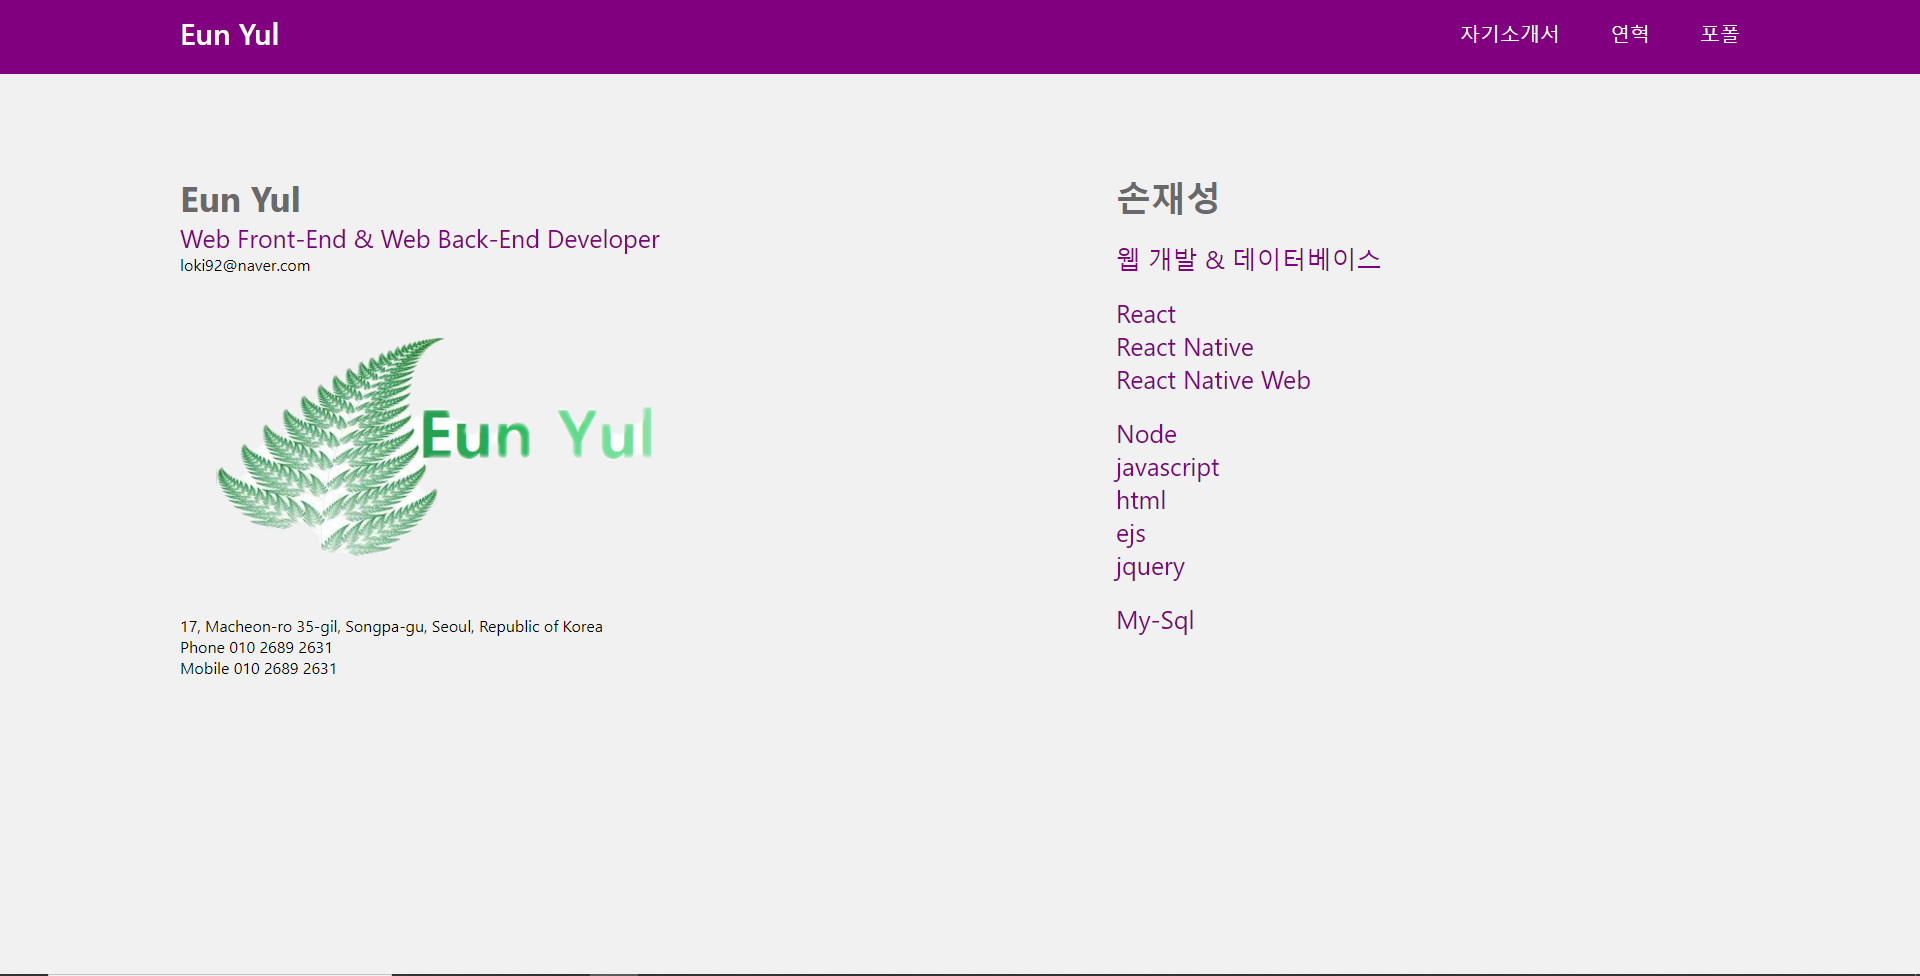 Eun Yul
자기소개서 연혁 포폴
Eun Yul
Web Front-End & Web Back-End Developer
loki92@naver.com
Eun Yul
17, Macheon-ro 35-gil, Songpa-gu, Seoul, Republic of Korea
Phone 010 2689 2631
Mobile 010 2689 2631
손재성
웹 개발 & 데이터베이스
React
React Native
React Native Web
Node
javascript
html
ejs
jquery
My-Sql